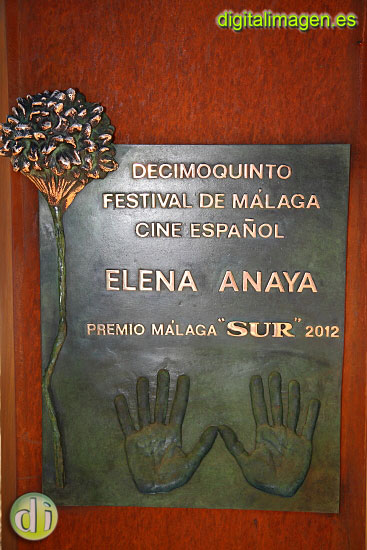 digitalimagen.es
DECIMOQUINTO
FESTIVAL DE MÁLAGA
CINE ESPAÑOL
ELENA ANAYA
PREMIO MÁLAGA "SUR" 2012
di